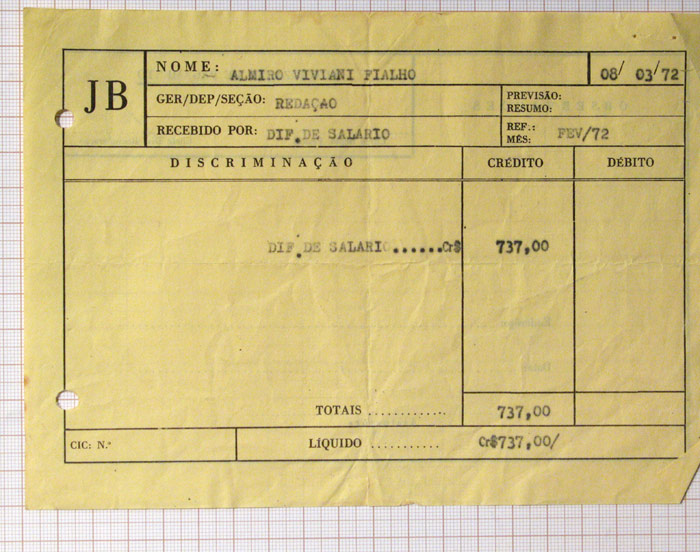 JB
NOME: ALMIRO VIVIANI FIALHO
08/ 03/72
GER/DEP/SEÇÃO: REDAÇAO
PREVISÃO:
RESUMO:
RECEBIDO POR: DIF.DE SALARIO
REF.:
MÊS: FEV/72
DISCRIMINAÇÃO CRÉDITO DÉBITO
DIF.DE SALARIO......Cr$ 737,00
TOTAIS ............ 737,00
CIC: N.º
LÍQUIDO ........... Cr$737,00/